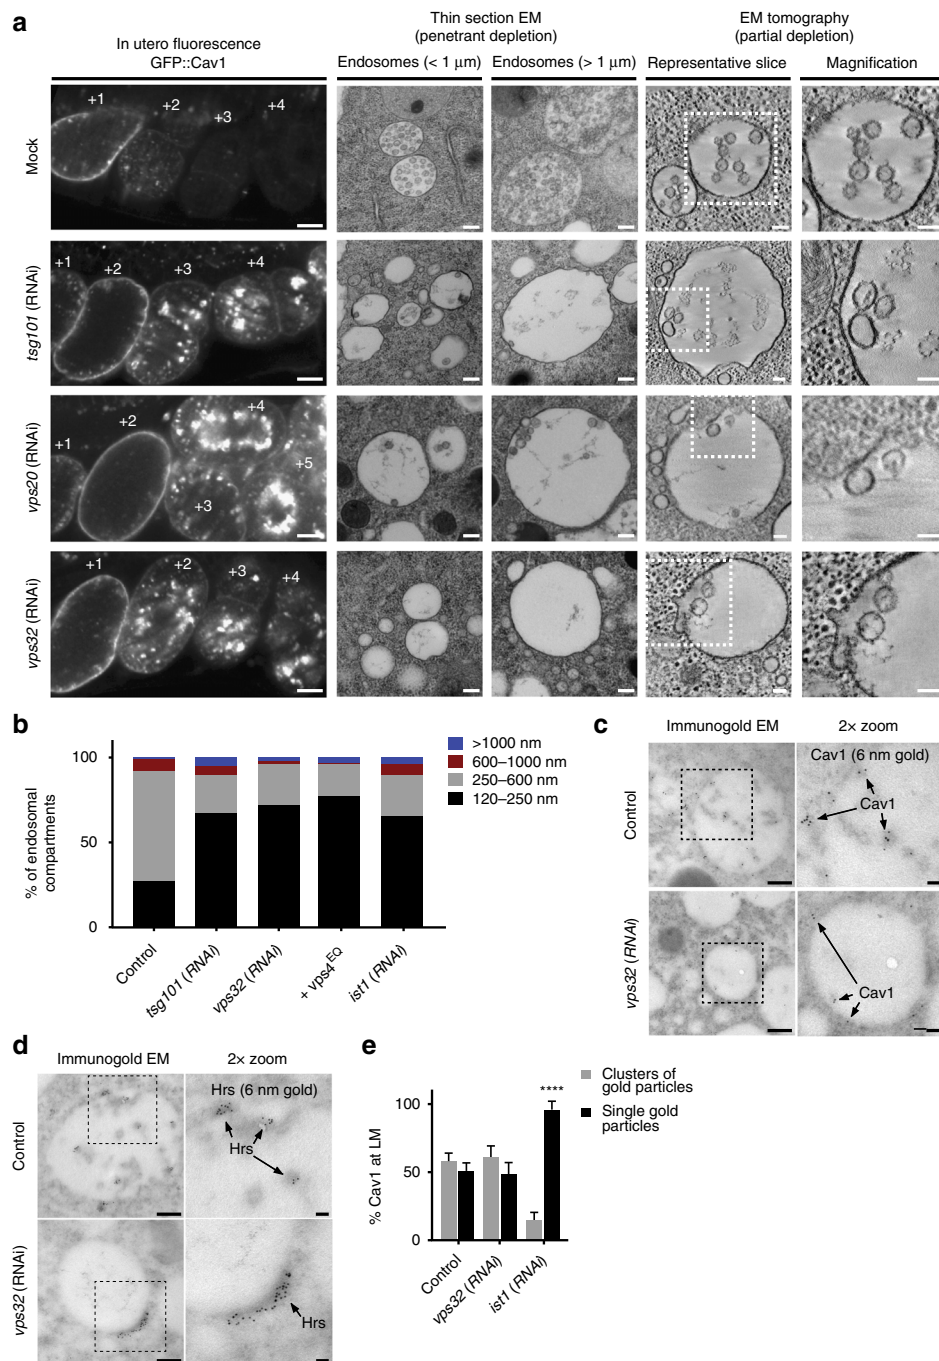 a
In utero fluorescence
GFP::Cav1
Thin section EM
(penetrant depletion)
EM tomography
(partial depletion)
Endosomes (< 1 μm)
Endosomes (> 1 μm)
Representative slice
Magnification
Mock
+1
+2
+3
+4
tsg101 (RNAi)
+1
+2
+3
+4
vps20 (RNAi)
+1
+2
+4
+5
+3
vps32 (RNAi)
+1
+2
+3
+4
b
% of endosomal
compartments
100
50
0
>1000 nm
600–1000 nm
250–600 nm
120–250 nm
Control
tsg101 (RNAi)
vps32 (RNAi)
+ vps4EQ
ist1 (RNAi)
c
Immunogold EM
2× zoom
Control
Cav1 (6 nm gold)
Cav1
vps32 (RNAi)
Cav1
d
Immunogold EM
2× zoom
Control
Hrs (6 nm gold)
Hrs
vps32 (RNAi)
Hrs
e
% Cav1 at LM
100
50
0
****
Clusters of
gold particles
Single gold
particles
Control
vps32 (RNAi)
ist1 (RNAi)